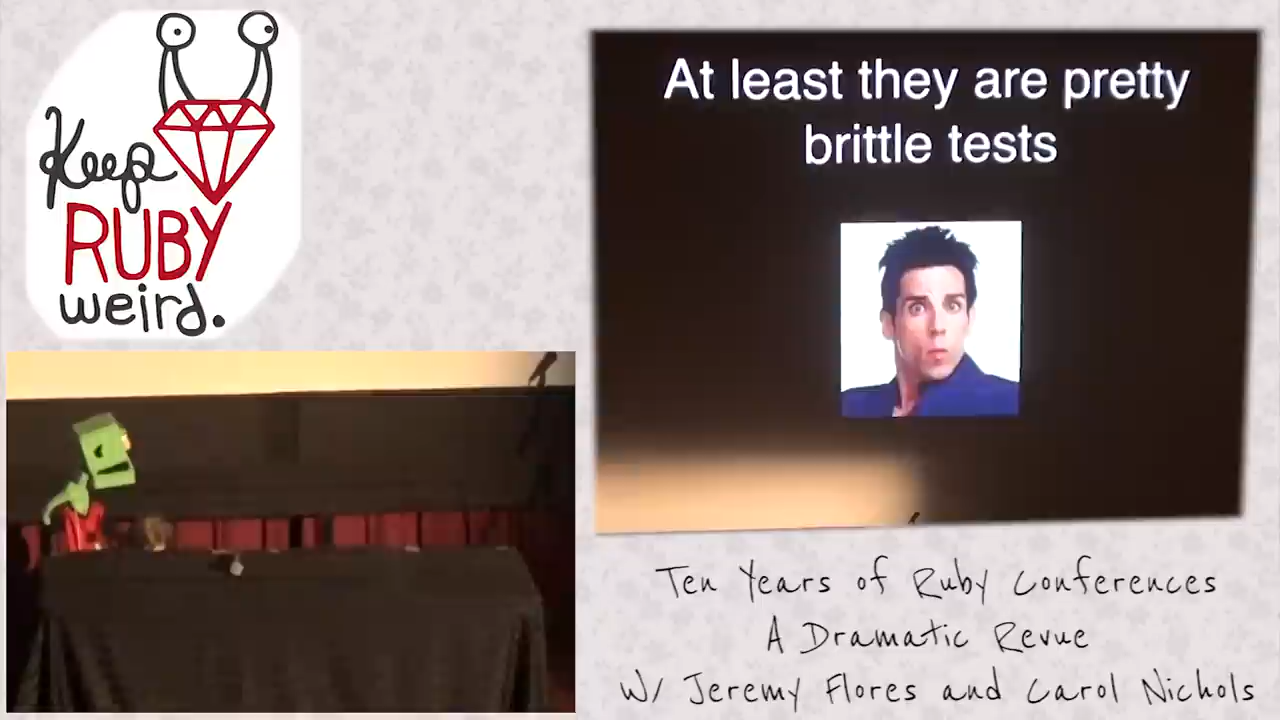 Keep
RUBY
weird.
At least they are pretty
brittle tests
Ten Years of Ruby Conferences
A Dramatic Revue
W/ Jeremy Flores and Carol Nichols